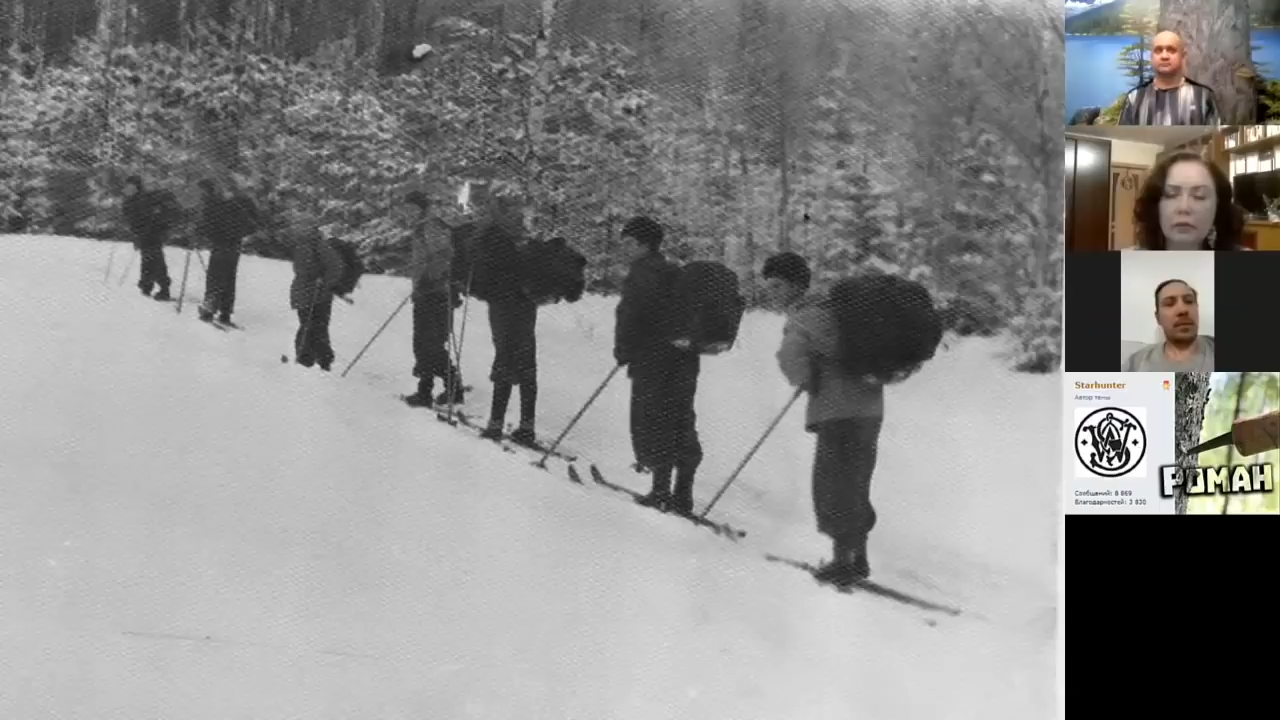 Starhunter
Автор темы
Сообщений: 8 869
Благодарностей: 3 830
РОМАН